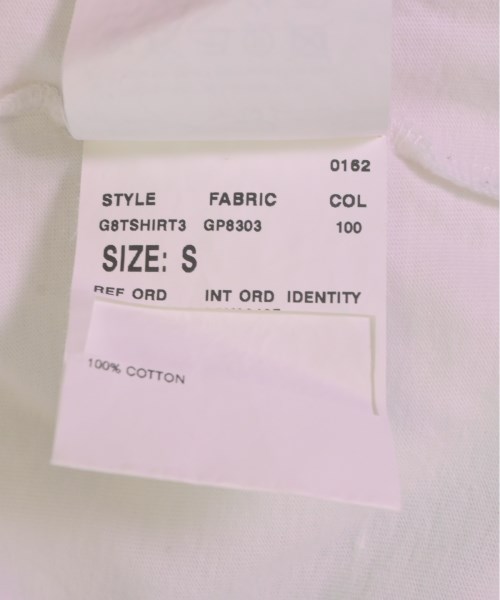 0162
STYLE FABRIC COL
G8TSHIRT3 GP8303 100
SIZE: S
REF ORD INT ORD IDENTITY
100% COTTON